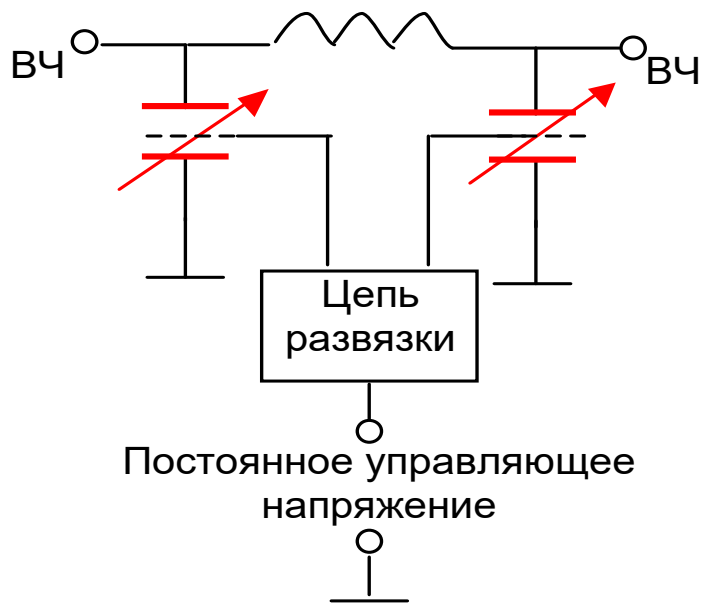 ВЧ
ВЧ
Цепь
развязки
Постоянное управляющее
напряжение